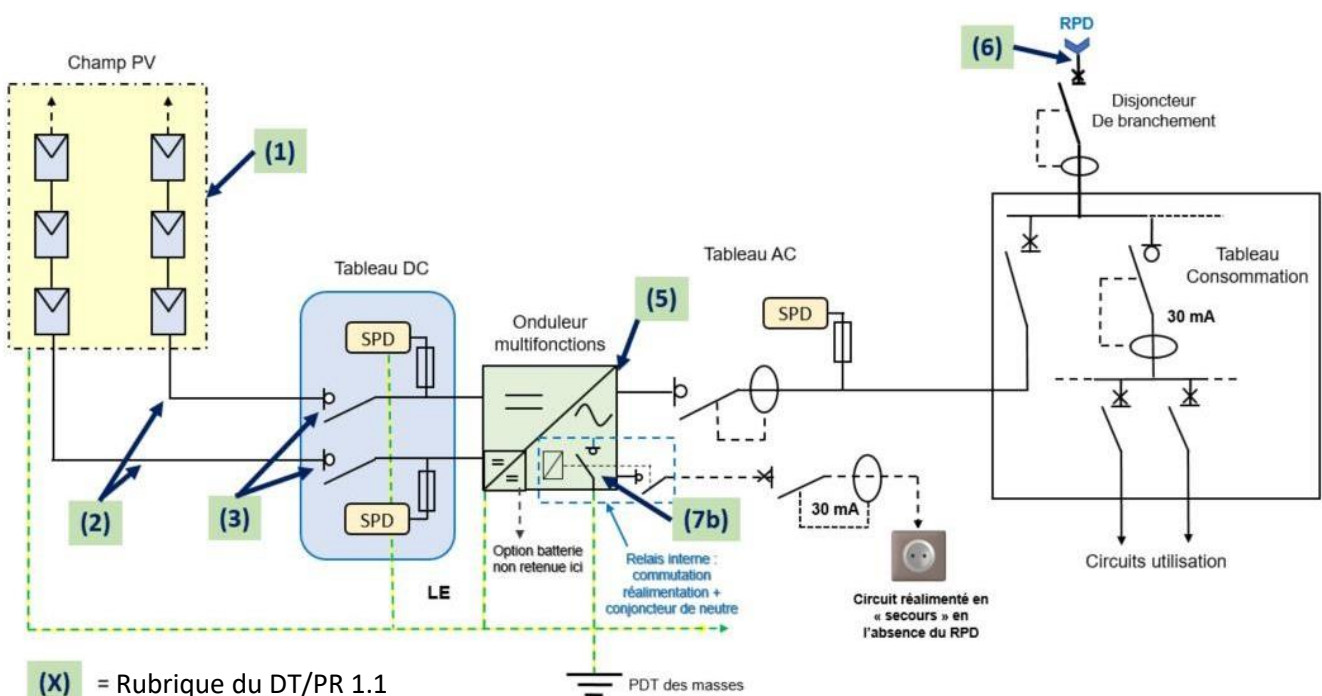 RPD
(6)
Champ PV
Disjoncteur
De branchement
(1)
Tableau DC
Tableau AC
Tableau
Consommation
(5)
SPD
Onduleur
multifonctions
SPD
30 mA
(2)
(3)
SPD
(7b)
30 mA
Option batterie
non retenue ici
Relais interne :
commutation
réalimentation +
conjoncteur de neutre
Circuits utilisation
LE
Circuit réalimenté en
« secours » en
l'absence du RPD
(X) = Rubrique du DT/PR 1.1
PDT des masses